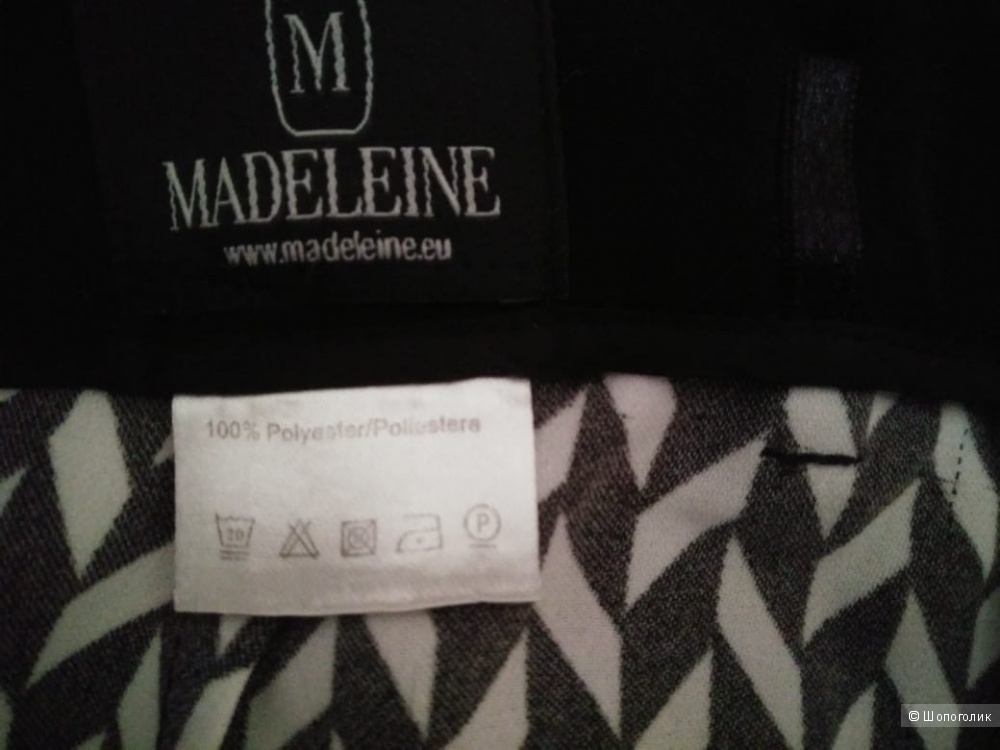 M
MADELEINE
www.madeleine.eu
100% Polyester/Poliestere
P
© Шопоголик